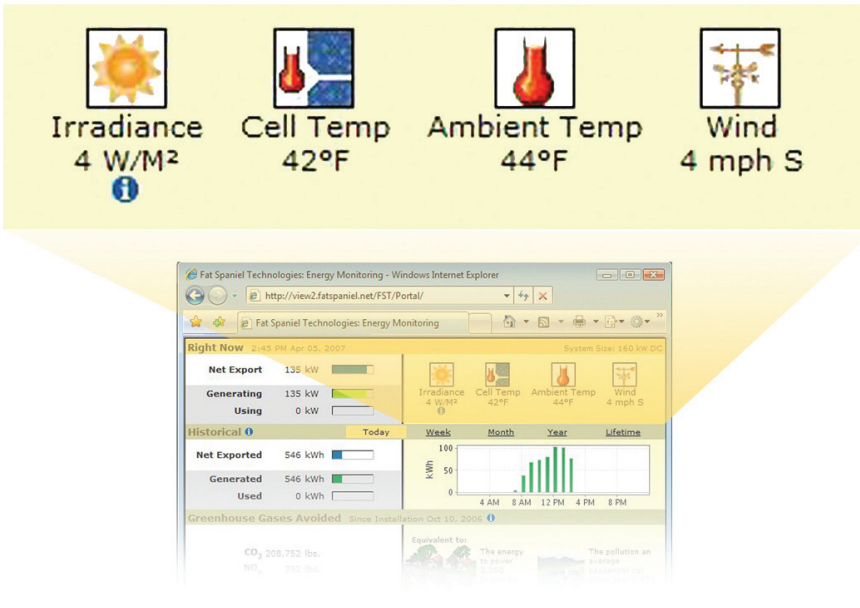 Irradiance Cell Temp Ambient Temp Wind
4 W/M² 42°F 44°F 4 mph S
Fat Spaniel Technologies: Energy Monitoring - Windows Internet Explorer
http://view2.fatspaniel.net/FST/Portal/
Fat Spaniel Technologies: Energy Monitoring
Right Now 2:45 PM Apr 05, 2007 System Size: 160 kW DC
Net Export 135 kW
Generating 135 kW
Using 0 kW
Irradiance Cell Temp Ambient Temp Wind
4 W/M² 42°F 44°F 4 mph S
Historical Today Week Month Year Lifetime
Net Exported 546 kWh
Generated 546 kWh
Used 0 kWh
kWh
100
50
0
4 AM 8 AM 12 PM 4 PM 8 PM
Greenhouse Gases Avoided Since Installation Oct 10, 2006
CO₂ 208,752 lbs.
Equivalent to:
The energy
to power
The pollution an
average